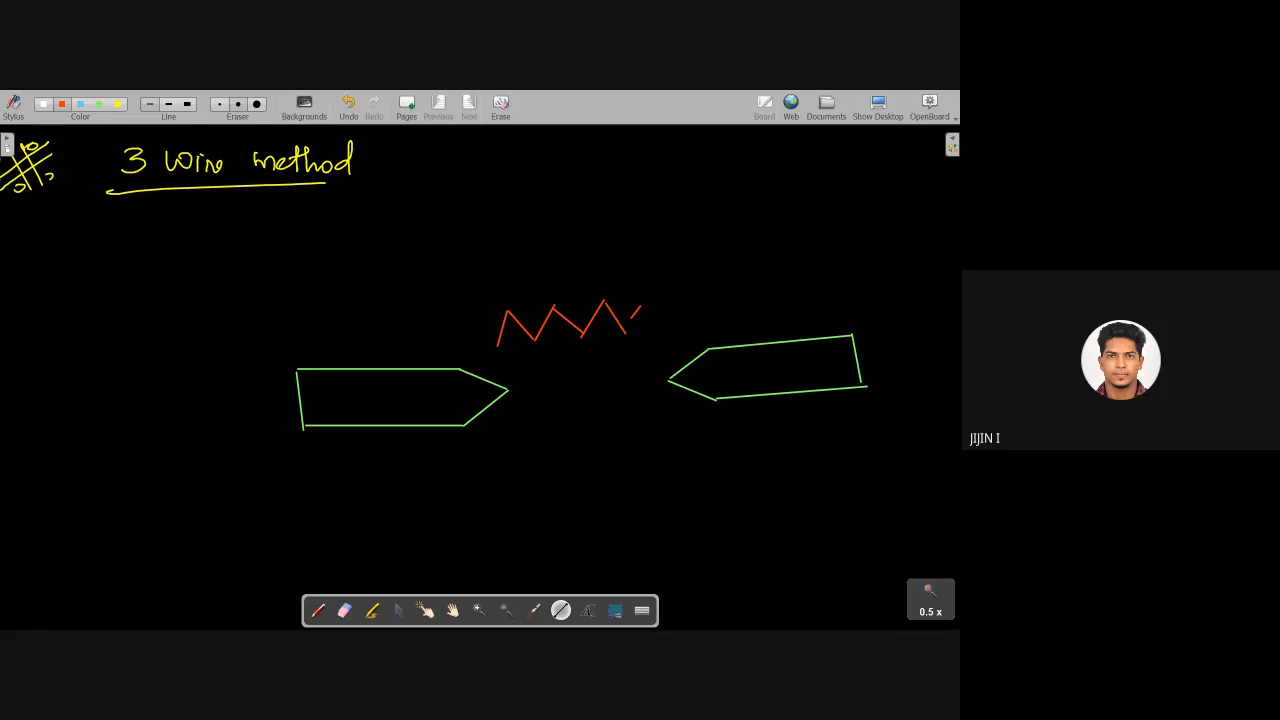 Stylus Color Line Eraser Backgrounds Undo Redo Pages Previous Next Erase Board Web Documents Show Desktop OpenBoard
3 wire method
JIJIN I
0.5 x